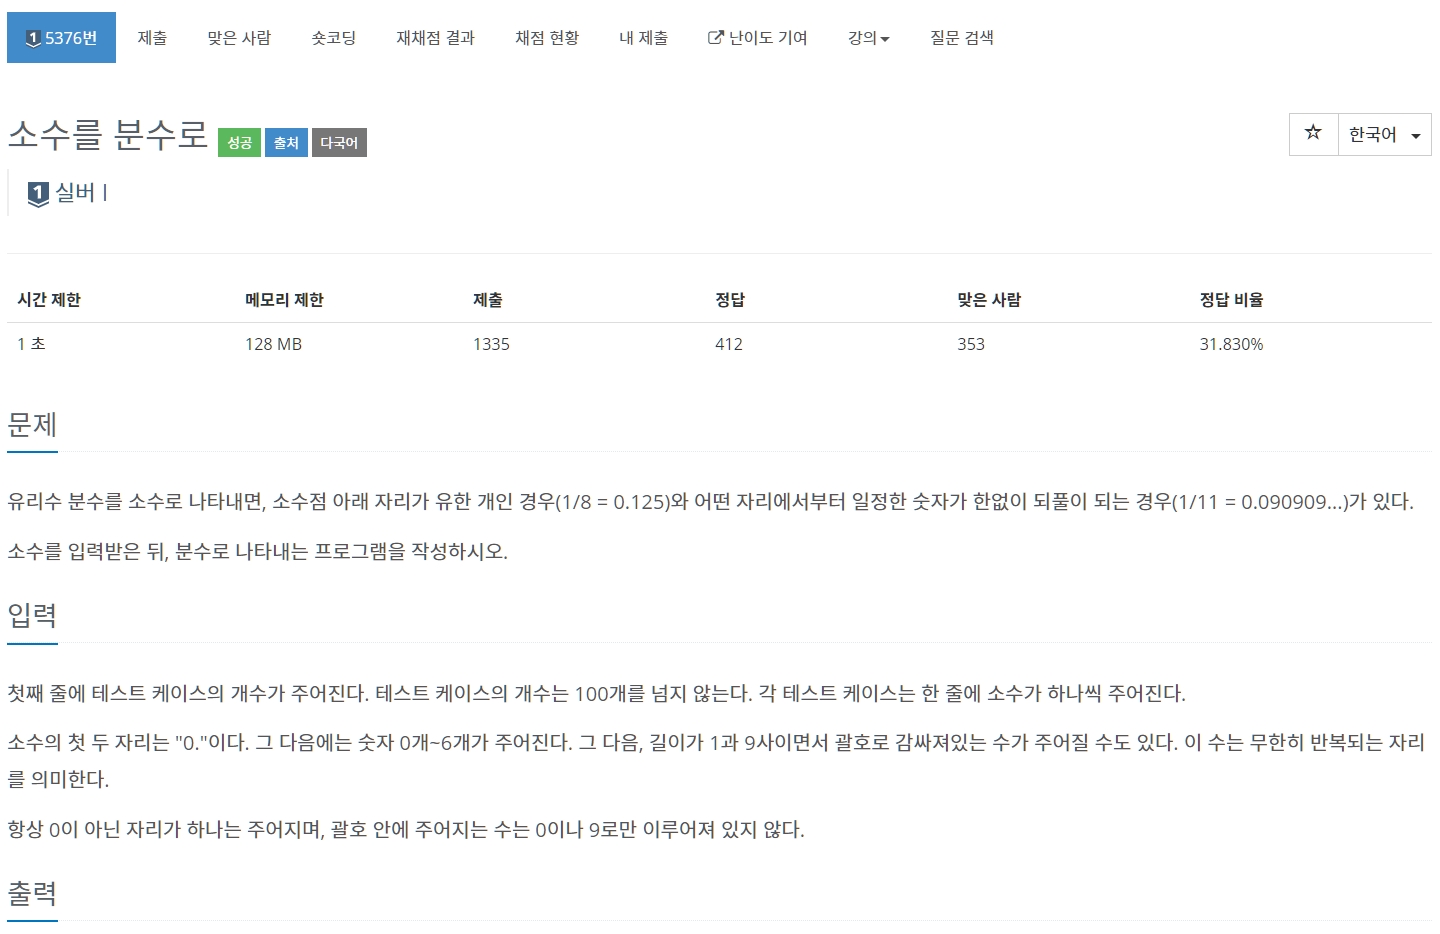 1 5376번 제출 맞은 사람 숏코딩 재채점 결과 채점 현황 내 제출 난이도 기여 강의 질문 검색
소수를 분수로 성공 출처 다국어 한국어
1 실버 I
시간 제한 메모리 제한 제출 정답 맞은 사람 정답 비율
1 초 128 MB 1335 412 353 31.830%
문제
유리수 분수를 소수로 나타내면, 소수점 아래 자리가 유한 개인 경우(1/8 = 0.125)와 어떤 자리에서부터 일정한 숫자가 한없이 되풀이 되는 경우(1/11 = 0.090909...)가 있다.
소수를 입력받은 뒤, 분수로 나타내는 프로그램을 작성하시오.
입력
첫째 줄에 테스트 케이스의 개수가 주어진다. 테스트 케이스의 개수는 100개를 넘지 않는다. 각 테스트 케이스는 한 줄에 소수가 하나씩 주어진다.
소수의 첫 두 자리는 "0."이다. 그 다음에는 숫자 0개~6개가 주어진다. 그 다음, 길이가 1과 9사이면서 괄호로 감싸져있는 수가 주어질 수도 있다. 이 수는 무한히 반복되는 자리
를 의미한다.
항상 0이 아닌 자리가 하나는 주어지며, 괄호 안에 주어지는 수는 0이나 9로만 이루어져 있지 않다.
출력